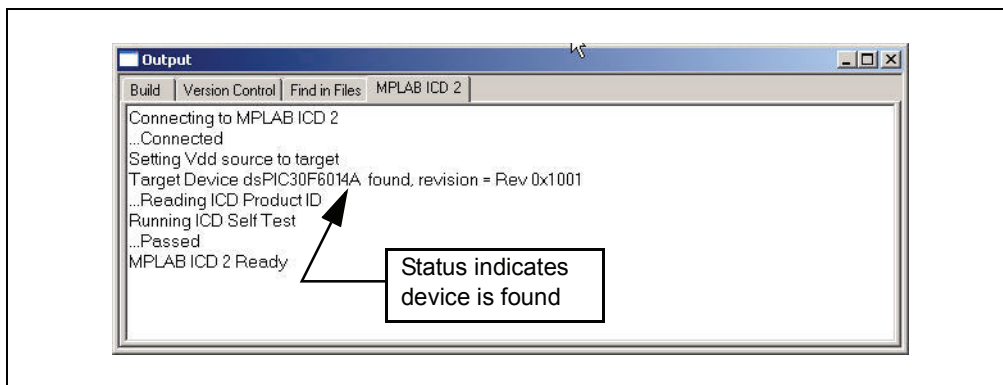 Output
Build Version Control Find in Files MPLAB ICD 2
Connecting to MPLAB ICD 2
...Connected
Setting Vdd source to target
Target Device dsPIC30F6014A found, revision = Rev 0x1001
...Reading ICD Product ID
Running ICD Self Test
...Passed
MPLAB ICD 2 Ready
Status indicates
device is found